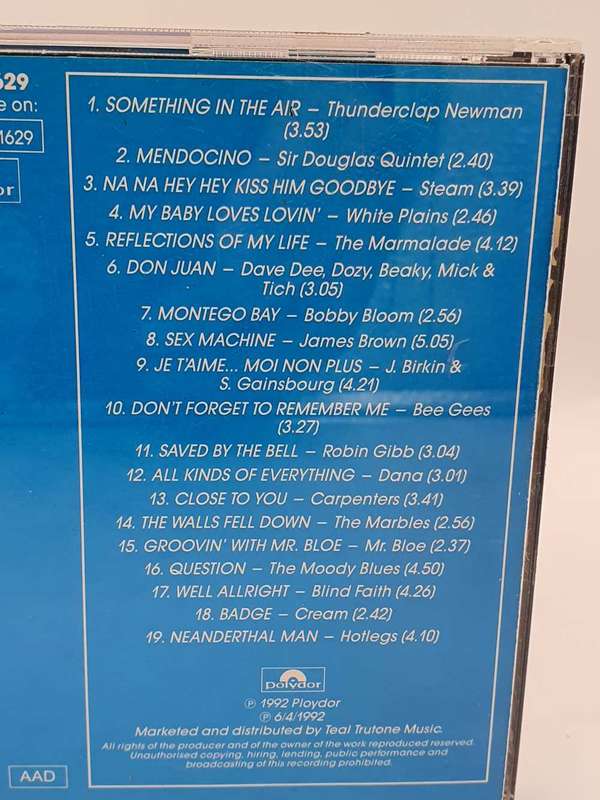 629
e on:
1629
or
1. SOMETHING IN THE AIR – Thunderclap Newman
(3.53)
2. MENDOCINO – Sir Douglas Quintet (2.40)
3. NA NA HEY HEY KISS HIM GOODBYE – Steam (3.39)
4. MY BABY LOVES LOVIN' – White Plains (2.46)
5. REFLECTIONS OF MY LIFE – The Marmalade (4.12)
6. DON JUAN – Dave Dee, Dozy, Beaky, Mick &
Tich (3.05)
7. MONTEGO BAY – Bobby Bloom (2.56)
8. SEX MACHINE – James Brown (5.05)
9. JE T'AIME... MOI NON PLUS – J. Birkin &
S. Gainsbourg (4.21)
10. DON'T FORGET TO REMEMBER ME – Bee Gees
(3.27)
11. SAVED BY THE BELL – Robin Gibb (3.04)
12. ALL KINDS OF EVERYTHING – Dana (3.01)
13. CLOSE TO YOU – Carpenters (3.41)
14. THE WALLS FELL DOWN – The Marbles (2.56)
15. GROOVIN' WITH MR. BLOE – Mr. Bloe (2.37)
16. QUESTION – The Moody Blues (4.50)
17. WELL ALLRIGHT – Blind Faith (4.26)
18. BADGE – Cream (2.42)
19. NEANDERTHAL MAN – Hotlegs (4.10)
polydor
℗ 1992 Ploydor
℗ 6/4/1992
Marketed and distributed by Teal Trutone Music.
All rights of the producer and of the owner of the work reproduced reserved.
Unauthorised copying, hiring, lending, public performance and
broadcasting of this recording prohibited.
AAD